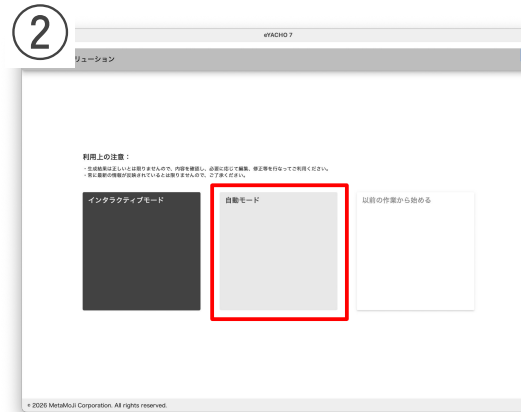 ②
eYACHO 7
リューション
利用上の注意：
・生成結果は正しいとは限りませんので、内容を確認し、必要に応じて編集、修正等を行なってご利用ください。
・常に最新の情報が反映されているとは限りませんので、ご了承ください。
インタラクティブモード
自動モード
以前の作業から始める
© 2026 MetaMoJi Corporation. All rights reserved.